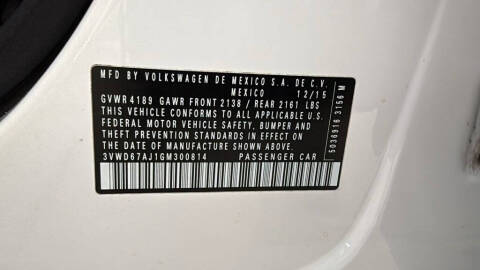 MFD BY VOLKSWAGEN DE MEXICO S.A. DE C.V.
MEXICO 12/15
GVWR 4189 GAWR FRONT 2138 / REAR 2161 LBS
THIS VEHICLE CONFORMS TO ALL APPLICABLE U.S.
FEDERAL MOTOR VEHICLE SAFETY, BUMPER AND
THEFT PREVENTION STANDARDS IN EFFECT ON
THE DATE OF MANUFACTURE SHOWN ABOVE.
3VWD67AJ1GM300814 PASSENGER CAR
5036916 3156 M